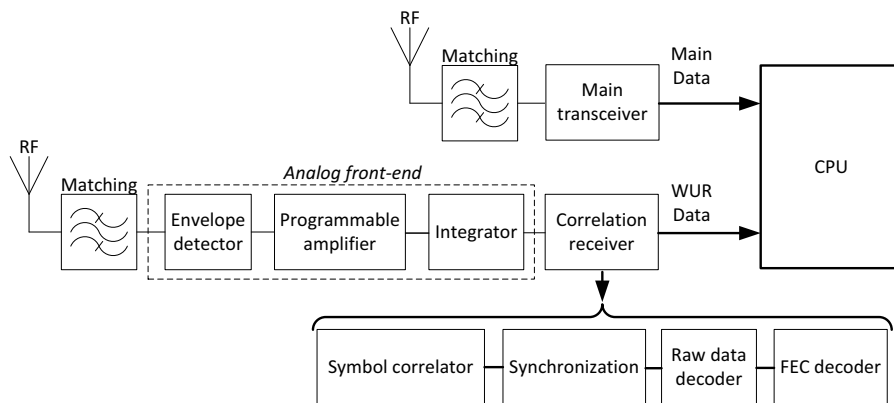 RF
Matching
Main
transceiver
Main
Data
CPU
RF
Matching
Analog front-end
Envelope
detector
Programmable
amplifier
Integrator
Correlation
receiver
WUR
Data
Symbol correlator
Synchronization
Raw data
decoder
FEC decoder